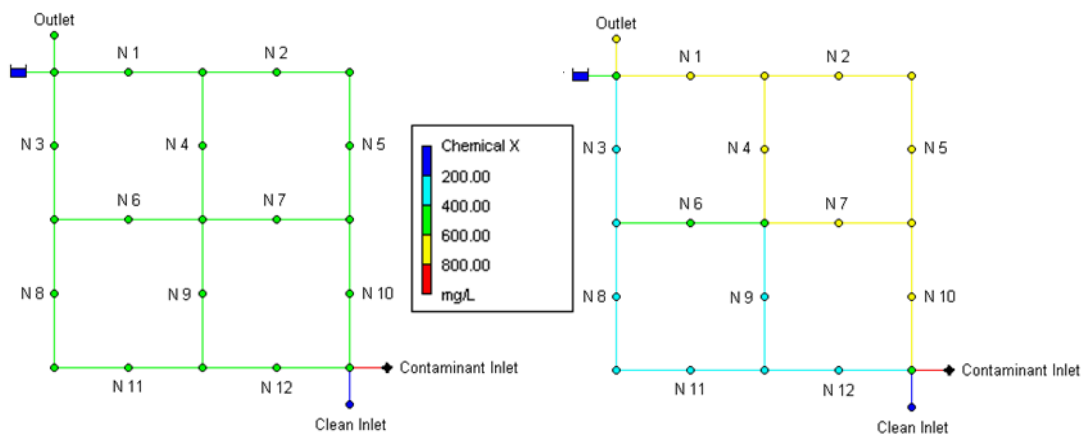 Outlet
N 1
N 2
N 3
N 4
N 5
N 6
N 7
N 8
N 9
N 10
N 11
N 12
Contaminant Inlet
Clean Inlet
Chemical X
200.00
400.00
600.00
800.00
mg/L
Outlet
N 1
N 2
N 3
N 4
N 5
N 6
N 7
N 8
N 9
N 10
N 11
N 12
Contaminant Inlet
Clean Inlet